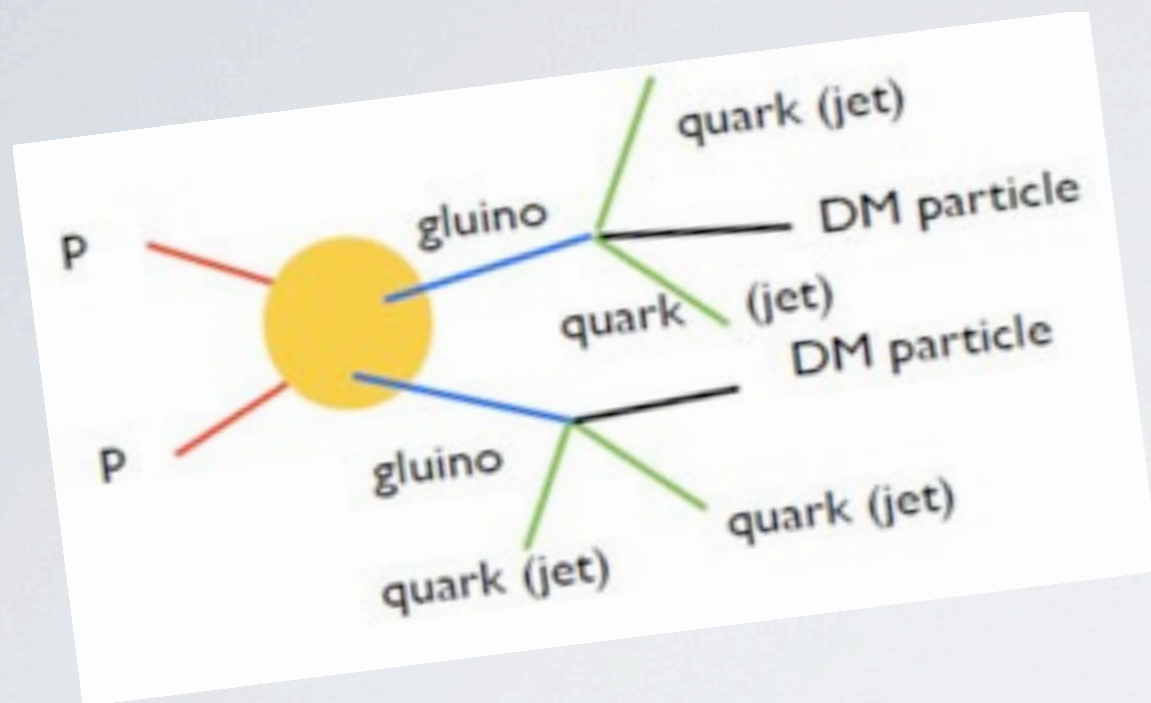 quark (jet)
DM particle
gluino
P
quark (jet)
DM particle
P
gluino
quark (jet)
quark (jet)